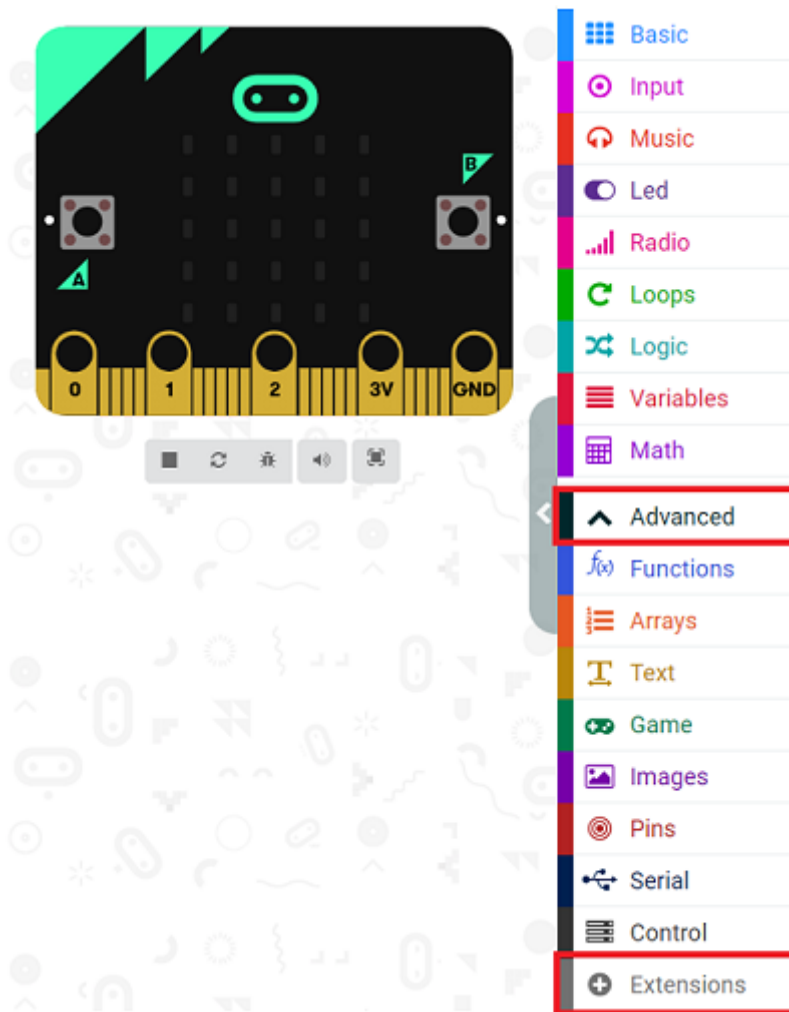 B
A
0 1 2 3V GND
Basic
Input
Music
Led
Radio
Loops
Logic
Variables
Math
Advanced
f(x) Functions
Arrays
T Text
Game
Images
Pins
Serial
Control
Extensions